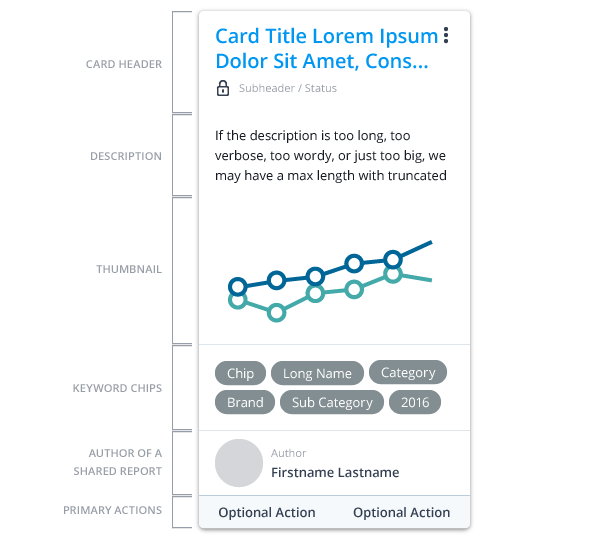 CARD HEADER
Card Title Lorem Ipsum
Dolor Sit Amet, Cons...
Subheader / Status
DESCRIPTION
If the description is too long, too
verbose, too wordy, or just too big, we
may have a max length with truncated
THUMBNAIL
KEYWORD CHIPS
Chip
Long Name
Category
Brand
Sub Category
2016
AUTHOR OF A
SHARED REPORT
Author
Firstname Lastname
PRIMARY ACTIONS
Optional Action
Optional Action